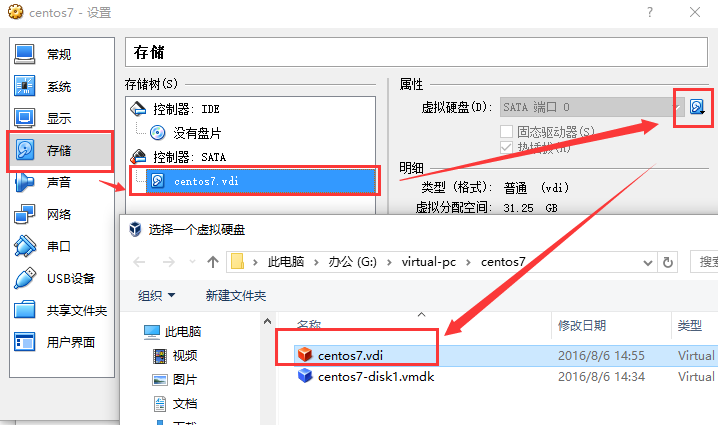 centos7 - 设置
常规
系统
显示
存储
声音
网络
串口
USB设备
共享文件夹
用户界面
存储
存储树(S)
控制器: IDE
没有盘片
控制器: SATA
centos7.vdi
属性
虚拟硬盘(D): SATA 端口 0
固态驱动器(S)
热插拔(H)
明细
类型 (格式): 普通 (vdi)
虚拟分配空间: 31.25 GB
选择一个虚拟硬盘
此电脑 › 办公 (G:) › virtual-pc › centos7
组织 新建文件夹
此电脑
视频
图片
文档
名称 修改日期 类型
centos7.vdi 2016/8/6 14:55 Virtual
centos7-disk1.vmdk 2016/8/6 14:34 Virtual